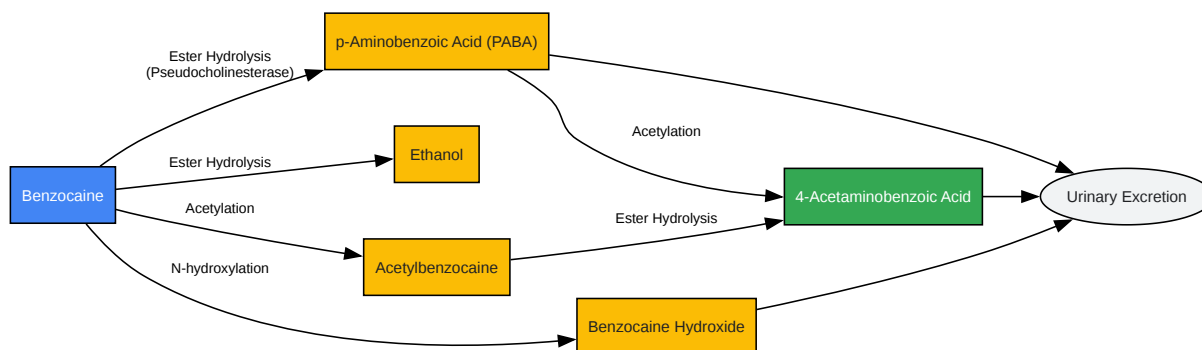 p-Aminobenzoic Acid (PABA)
Ester Hydrolysis
(Pseudocholinesterase)
Acetylation
Ethanol
Ester Hydrolysis
Benzocaine
4-Acetaminobenzoic Acid
Urinary Excretion
Acetylation
Ester Hydrolysis
Acetylbenzocaine
N-hydroxylation
Benzocaine Hydroxide